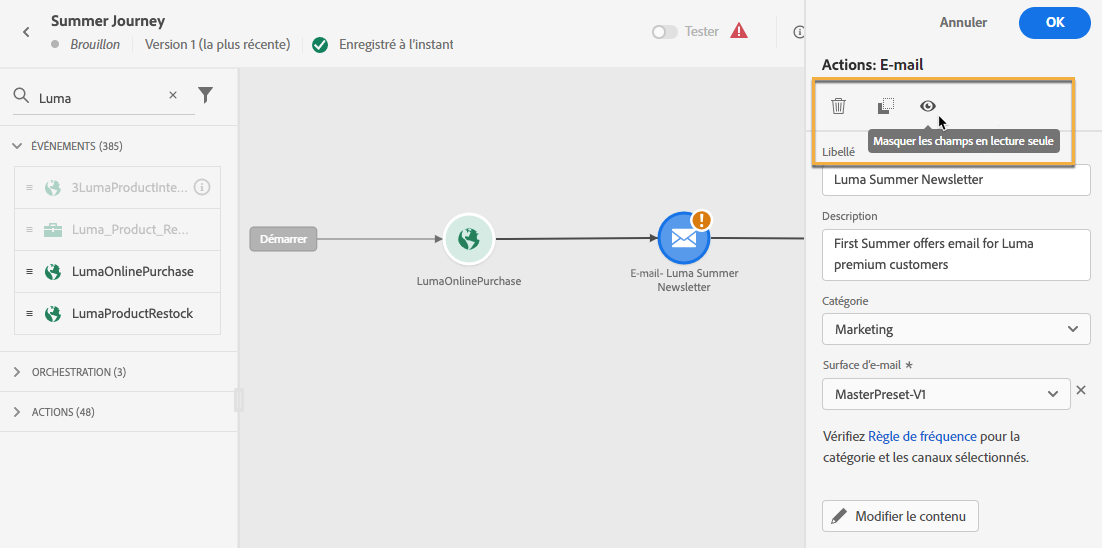 Summer Journey
Brouillon
Version 1 (la plus récente)
Enregistré à l'instant
Tester
Annuler
OK
Luma
ÉVÉNEMENTS (385)
3LumaProductInte...
Luma_Product_Re...
LumaOnlinePurchase
LumaProductRestock
ORCHESTRATION (3)
ACTIONS (48)
Démarrer
LumaOnlinePurchase
E-mail- Luma Summer
Newsletter
Actions: E-mail
Masquer les champs en lecture seule
Libellé
Luma Summer Newsletter
Description
First Summer offers email for Luma
premium customers
Catégorie
Marketing
Surface d'e-mail *
MasterPreset-V1
Vérifiez Règle de fréquence pour la
catégorie et les canaux sélectionnés.
Modifier le contenu